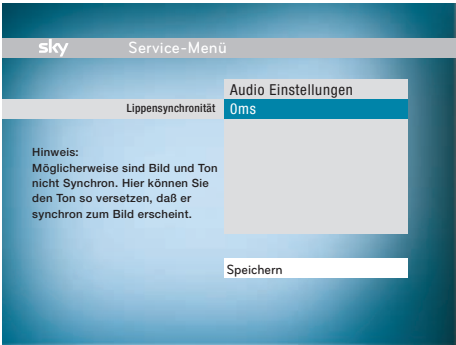 sky Service-Menü
Audio Einstellungen
Lippensynchronität 0ms
Hinweis:
Möglicherweise sind Bild und Ton
nicht Synchron. Hier können Sie
den Ton so versetzen, daß er
synchron zum Bild erscheint.
Speichern